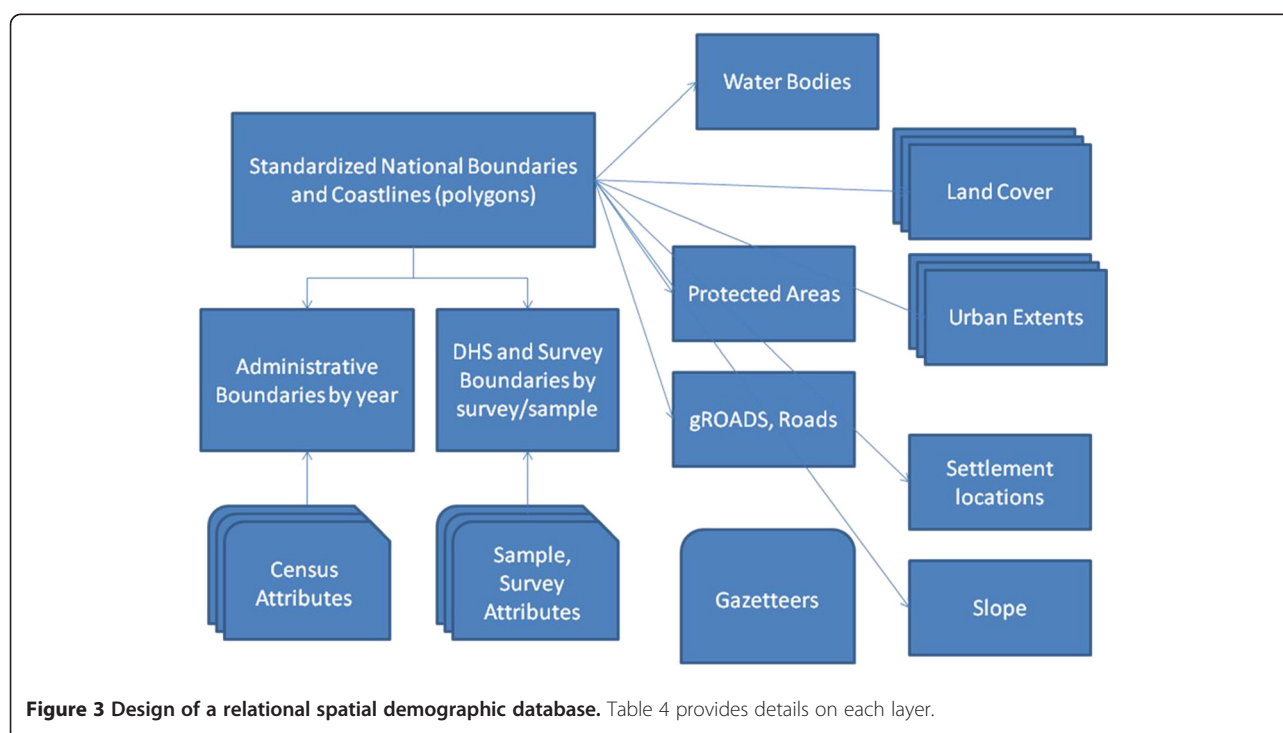 Water Bodies
Standardized National Boundaries
and Coastlines (polygons)
Land Cover
Protected Areas
Urban Extents
Administrative
Boundaries by year
DHS and Survey
Boundaries by
survey/sample
gROADS, Roads
Settlement
locations
Census
Attributes
Sample,
Survey
Attributes
Gazetteers
Slope
Figure 3 Design of a relational spatial demographic database. Table 4 provides details on each layer.